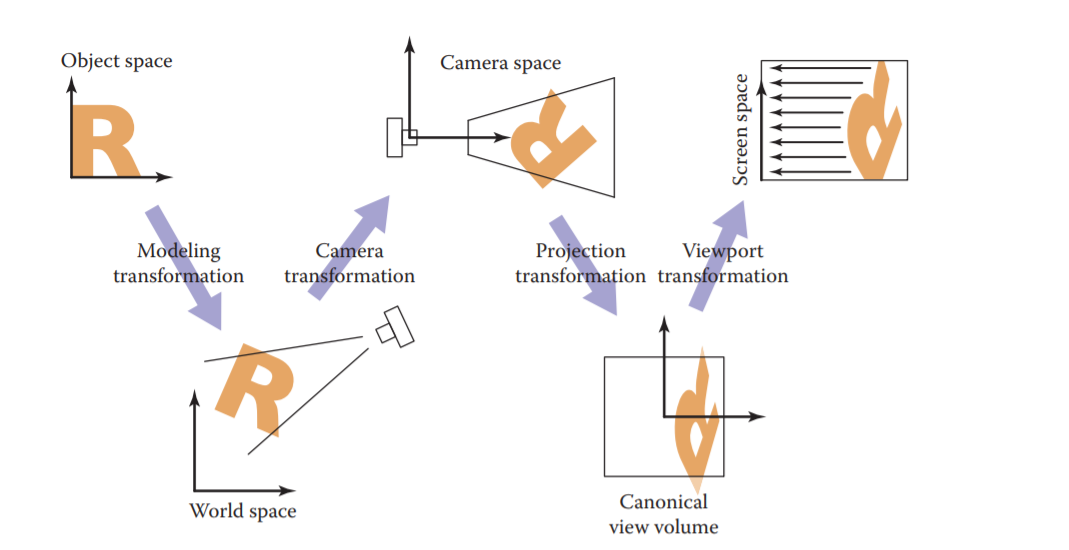 Object space
Camera space
Screen space
Modeling
transformation
Camera
transformation
Projection
transformation
Viewport
transformation
World space
Canonical
view volume